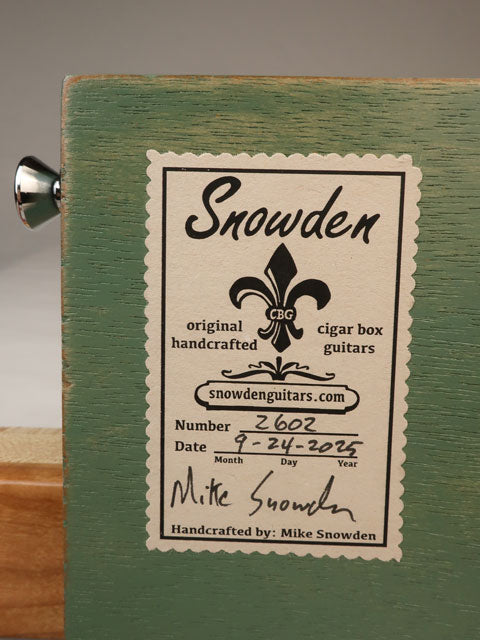 Snowden
CBG
original handcrafted
cigar box guitars
snowdenguitars.com
Number 2602
Date 9-24-2025
Month Day Year
Mike Snowden
Handcrafted by: Mike Snowden